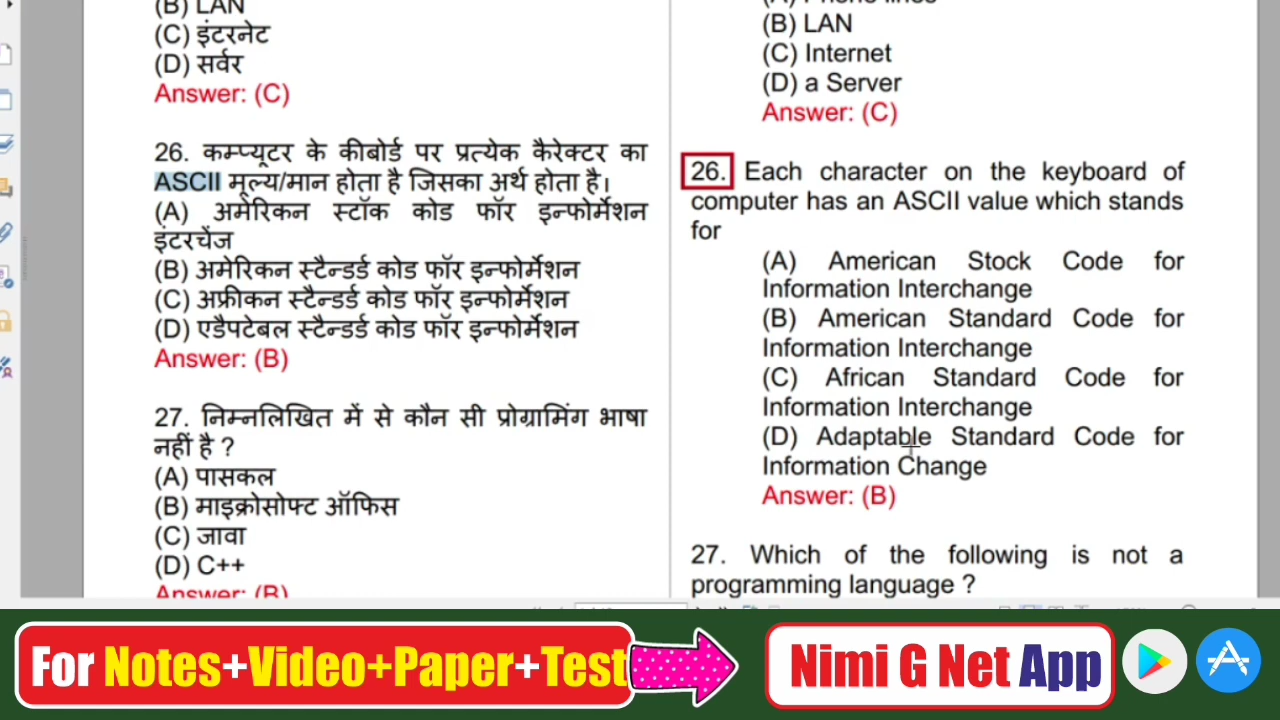 (B) LAN
(C) इंटरनेट
(D) सर्वर
Answer: (C)
26. कम्प्यूटर के कीबोर्ड पर प्रत्येक कैरेक्टर का
ASCII मूल्य/मान होता है जिसका अर्थ होता है।
(A) अमेरिकन स्टॉक कोड फॉर इन्फोर्मेशन
इंटरचेंज
(B) अमेरिकन स्टैन्डर्ड कोड फॉर इन्फोर्मेशन
(C) अफ्रीकन स्टैन्डर्ड कोड फॉर इन्फोर्मेशन
(D) एडैपटेबल स्टैन्डर्ड कोड फॉर इन्फोर्मेशन
Answer: (B)
27. निम्नलिखित में से कौन सी प्रोग्रामिंग भाषा
नहीं है ?
(A) पासकल
(B) माइक्रोसोफ्ट ऑफिस
(C) जावा
(D) C++
Answer: (B)
(A) Phone lines
(B) LAN
(C) Internet
(D) a Server
Answer: (C)
26. Each character on the keyboard of
computer has an ASCII value which stands
for
(A) American Stock Code for
Information Interchange
(B) American Standard Code for
Information Interchange
(C) African Standard Code for
Information Interchange
(D) Adaptable Standard Code for
Information Change
Answer: (B)
27. Which of the following is not a
programming language ?
For Notes+Video+Paper+Test
Nimi G Net App